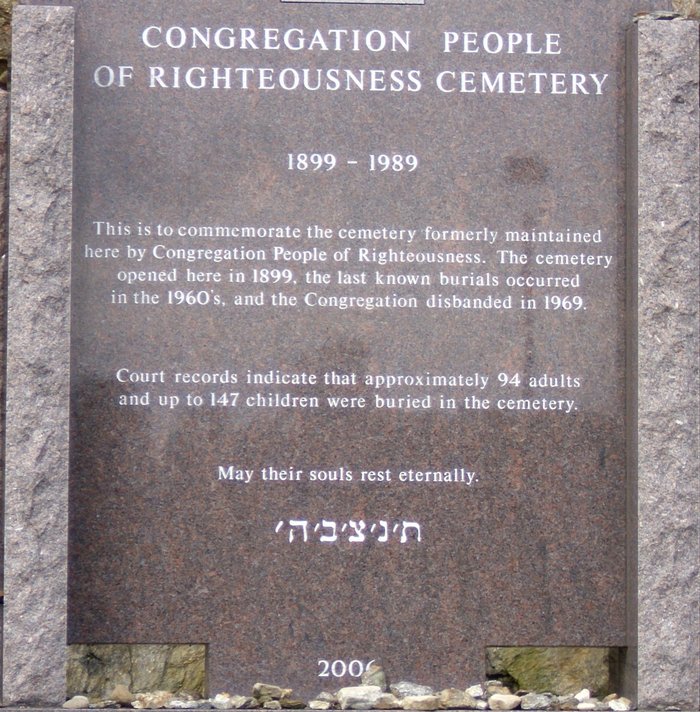 CONGREGATION PEOPLE
OF RIGHTEOUSNESS CEMETERY
1899 - 1989
This is to commemorate the cemetery formerly maintained
here by Congregation People of Righteousness. The cemetery
opened here in 1899, the last known burials occurred
in the 1960's, and the Congregation disbanded in 1969.
Court records indicate that approximately 94 adults
and up to 147 children were buried in the cemetery.
May their souls rest eternally.
ת׳נ׳צ׳ב׳ה׳
2006